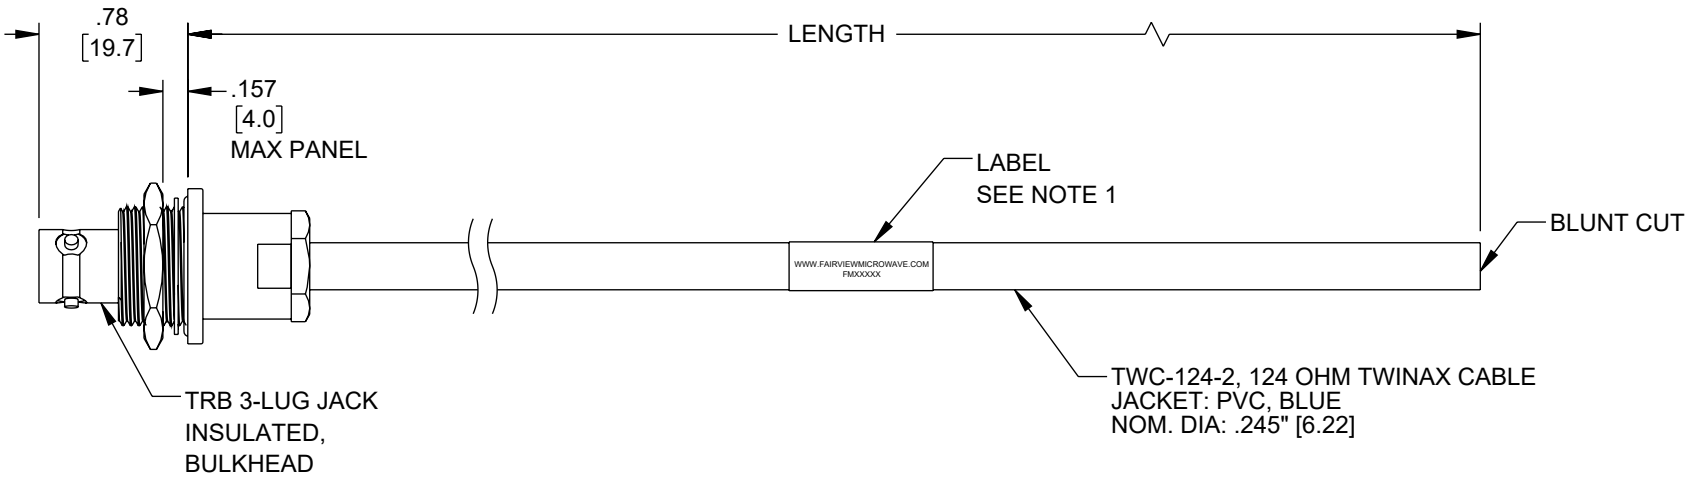 .78
[19.7]
LENGTH
.157
[4.0]
MAX PANEL
LABEL
SEE NOTE 1
BLUNT CUT
WWW.FAIRVIEWMICROWAVE.COM
FMXXXXX
TWC-124-2, 124 OHM TWINAX CABLE
JACKET: PVC, BLUE
NOM. DIA: .245" [6.22]
TRB 3-LUG JACK
INSULATED,
BULKHEAD